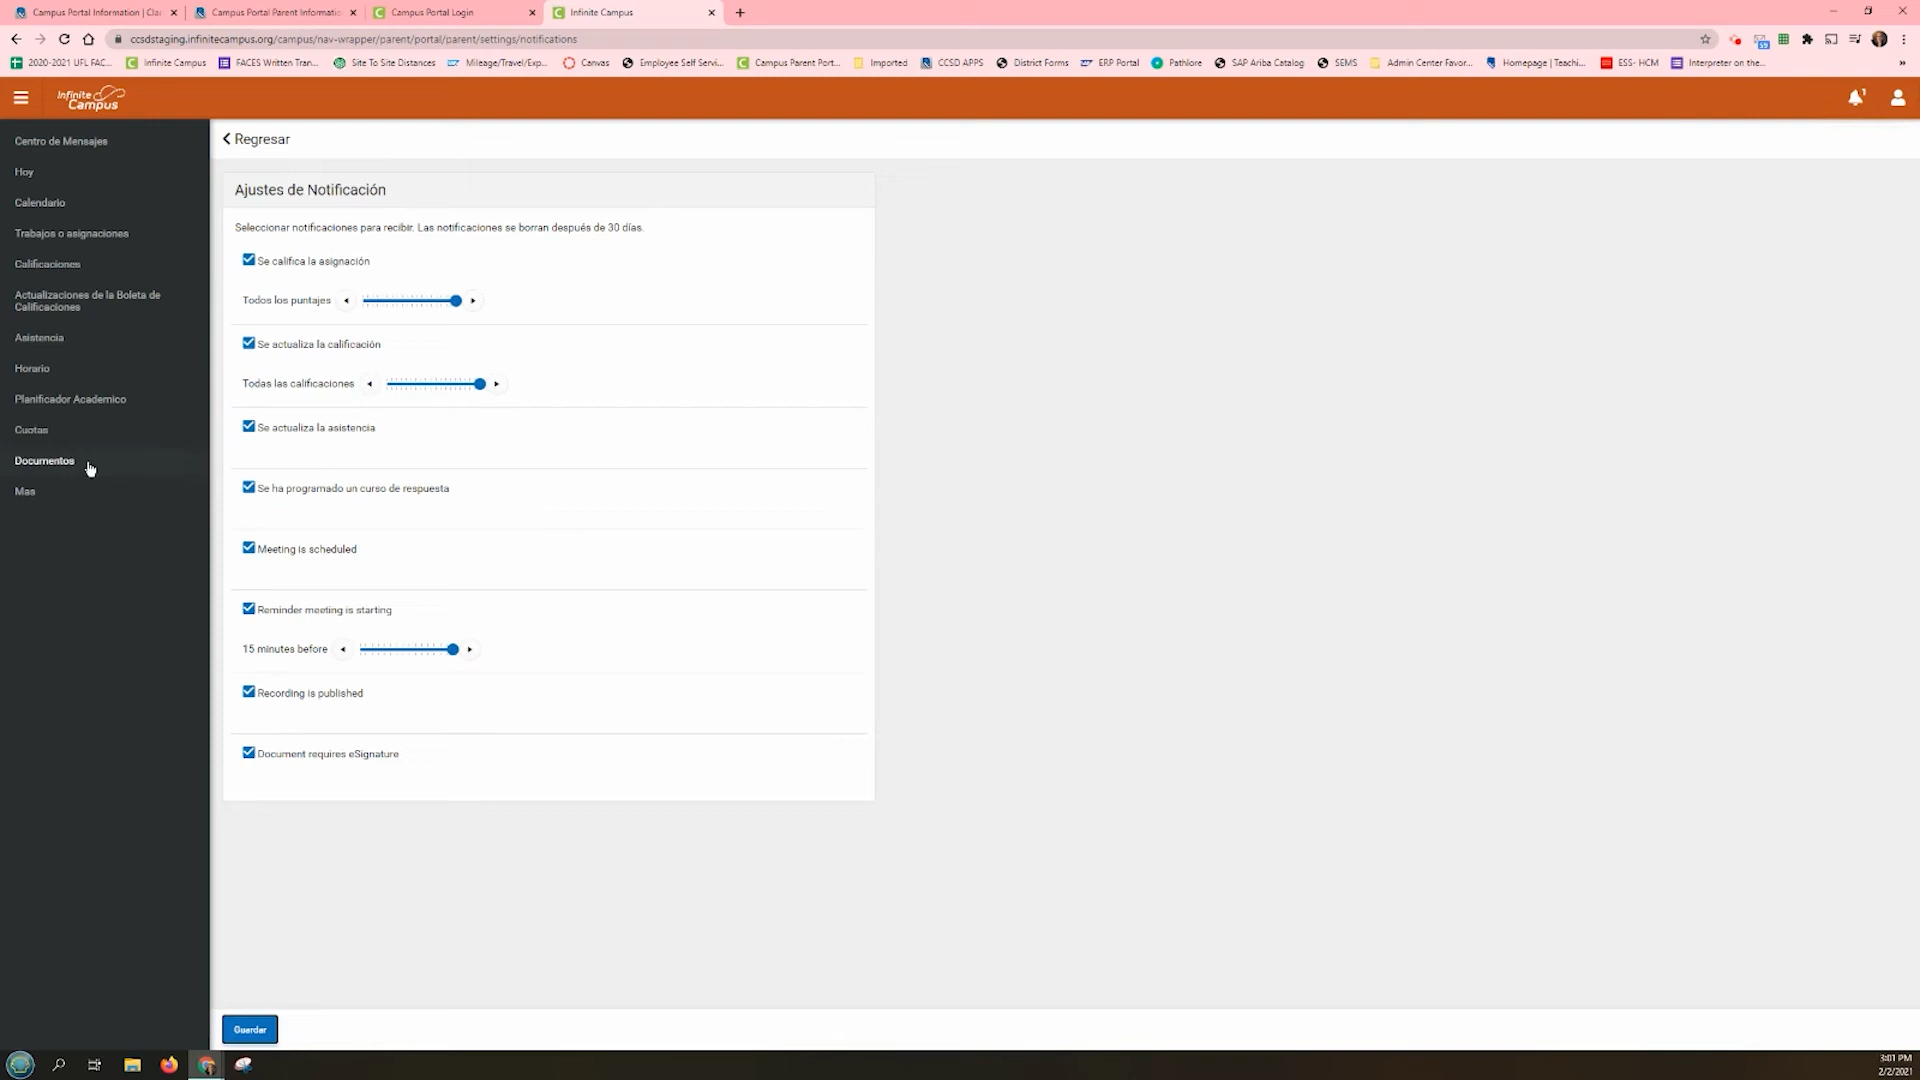 Campus Portal Information | Cla
Campus Portal Parent Informatio
Campus Portal Login
Infinite Campus
ccsdstaging.infinitecampus.org/campus/nav-wrapper/parent/portal/parent/settings/notifications
2020-2021 UFL FAC...
Infinite Campus
FACES Written Tran...
Site To Site Distances
Mileage/Travel/Exp...
Canvas
Employee Self Servi...
Campus Parent Port...
Imported
CCSD APPS
District Forms
ERP Portal
Pathlore
SAP Ariba Catalog
SEMS
Admin Center Favor...
Homepage | Teachi...
ESS- HCM
Interpreter on the...
59
Infinite
Campus
1
Centro de Mensajes
Hoy
Calendario
Trabajos o asignaciones
Calificaciones
Actualizaciones de la Boleta de
Calificaciones
Asistencia
Horario
Planificador Academico
Cuotas
Documentos
Mas
Regresar
Ajustes de Notificación
Seleccionar notificaciones para recibir. Las notificaciones se borran después de 30 días.
Se califica la asignación
Todos los puntajes
Se actualiza la calificación
Todas las calificaciones
Se actualiza la asistencia
Se ha programado un curso de respuesta
Meeting is scheduled
Reminder meeting is starting
15 minutes before
Recording is published
Document requires eSignature
Guardar
3:01 PM
2/2/2021